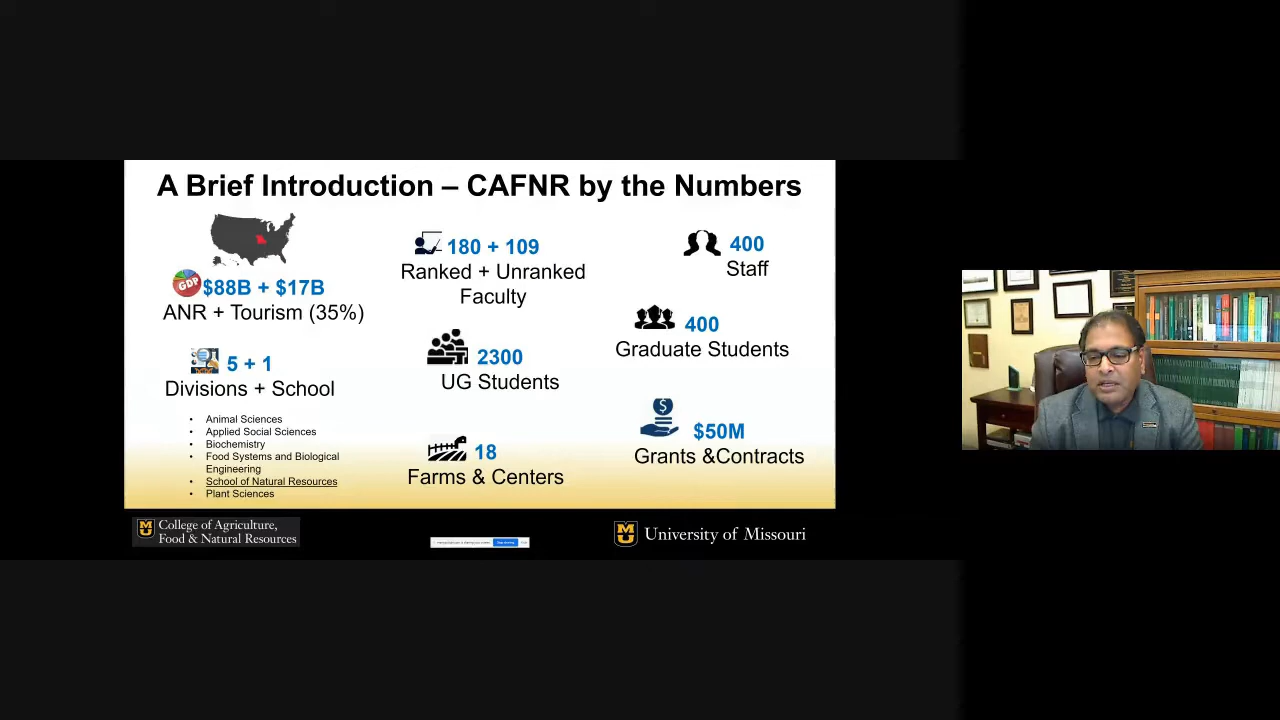 A Brief Introduction – CAFNR by the Numbers
GDP
$88B + $17B
ANR + Tourism (35%)
5 + 1
Divisions + School
• Animal Sciences
• Applied Social Sciences
• Biochemistry
• Food Systems and Biological
Engineering
• School of Natural Resources
• Plant Sciences
180 + 109
Ranked + Unranked
Faculty
2300
UG Students
18
Farms & Centers
400
Staff
400
Graduate Students
$
$50M
Grants &Contracts
MU
College of Agriculture,
Food & Natural Resources
MU
University of Missouri